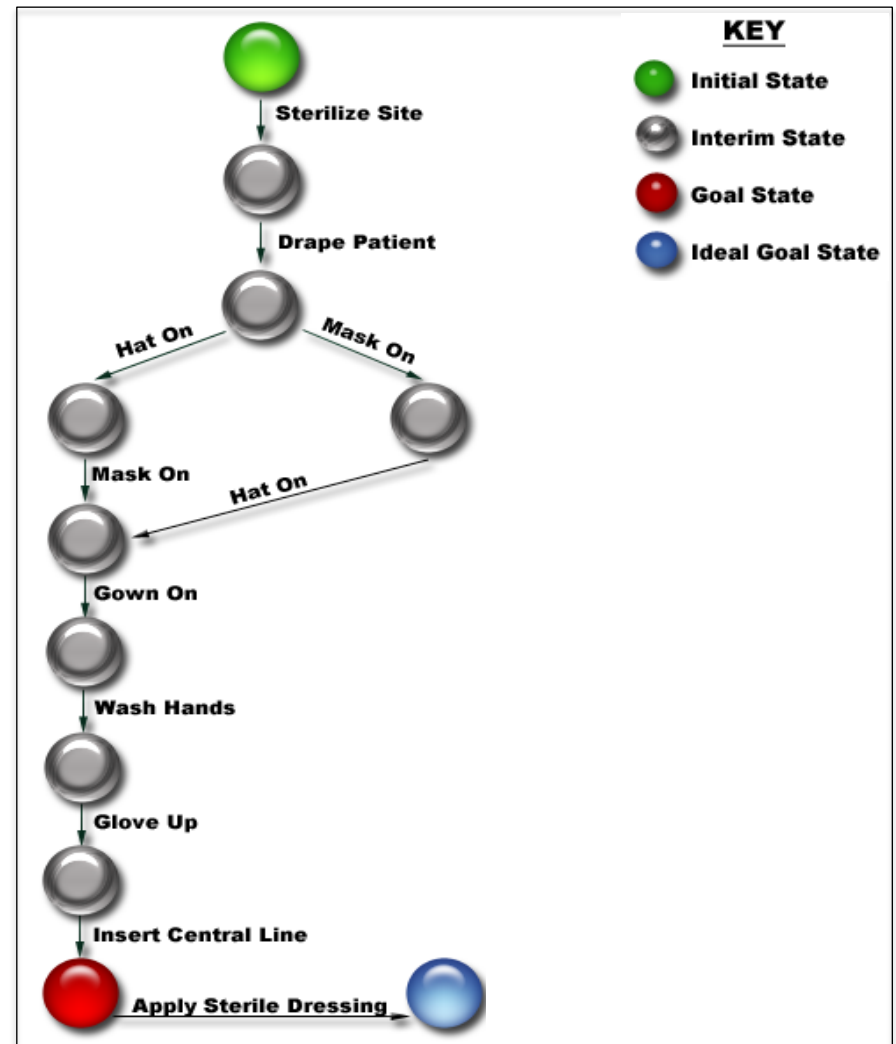 KEY
Initial State
Interim State
Goal State
Ideal Goal State
Sterilize Site
Drape Patient
Hat On
Mask On
Mask On
Hat On
Gown On
Wash Hands
Glove Up
Insert Central Line
Apply Sterile Dressing